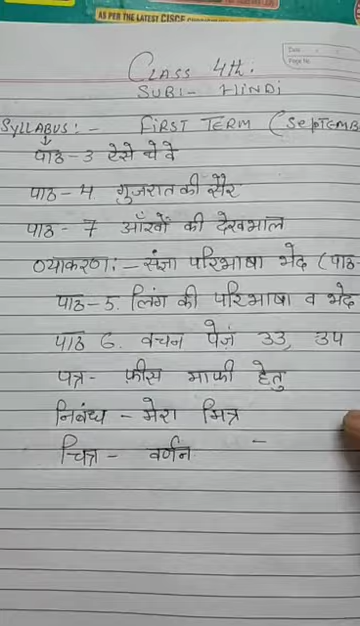 AS PER THE LATEST CISCE
Date
Page No.
CLASS 4th.
SUBJ- HINDI
SYLLABUS:- FIRST TERM (SEPTEMB
पाठ-3 ऐसे थे वे
पाठ-4 गुजरात की सैर
पाठ-7 आँखों की देखभाल
व्याकरण:- संज्ञा परिभाषा भेद (पाठ-
पाठ-5. लिंग की परिभाषा व भेद
पाठ 6. वचन पेज़ 33, 34
पत्र- फ़ीस माफ़ी हेतु
निबंध - मेरा मित्र
चित्र - वर्णन -